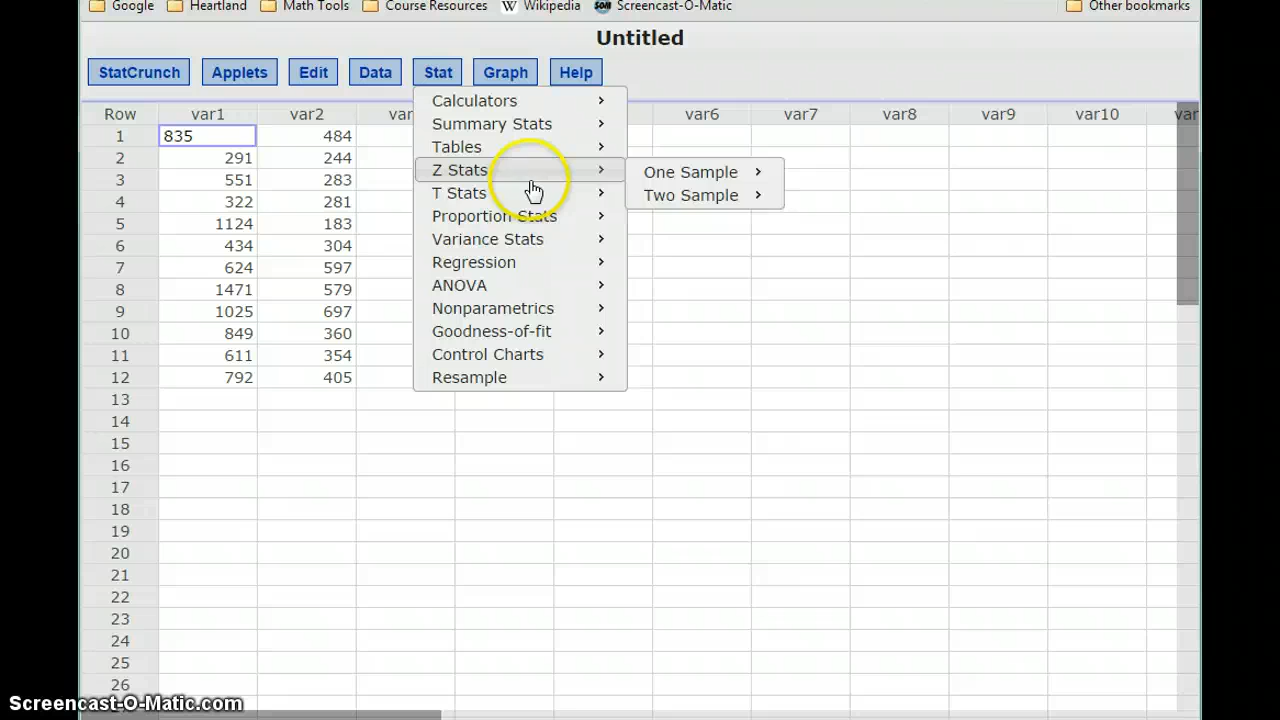 Google Heartland Math Tools Course Resources W Wikipedia SOM Screencast-O-Matic Other bookmarks
Untitled
StatCrunch Applets Edit Data Stat Graph Help
Row var1 var2 va var6 var7 var8 var9 var10 var
1 835 484
2 291 244
3 551 283
4 322 281
5 1124 183
6 434 304
7 624 597
8 1471 579
9 1025 697
10 849 360
11 611 354
12 792 405
13
14
15
16
17
18
19
20
21
22
23
24
25
26
Calculators
Summary Stats
Tables
Z Stats
T Stats
Proportion Stats
Variance Stats
Regression
ANOVA
Nonparametrics
Goodness-of-fit
Control Charts
Resample
One Sample
Two Sample
Screencast-O-Matic.com